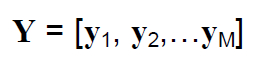 Y = [y1, y2,…yM]